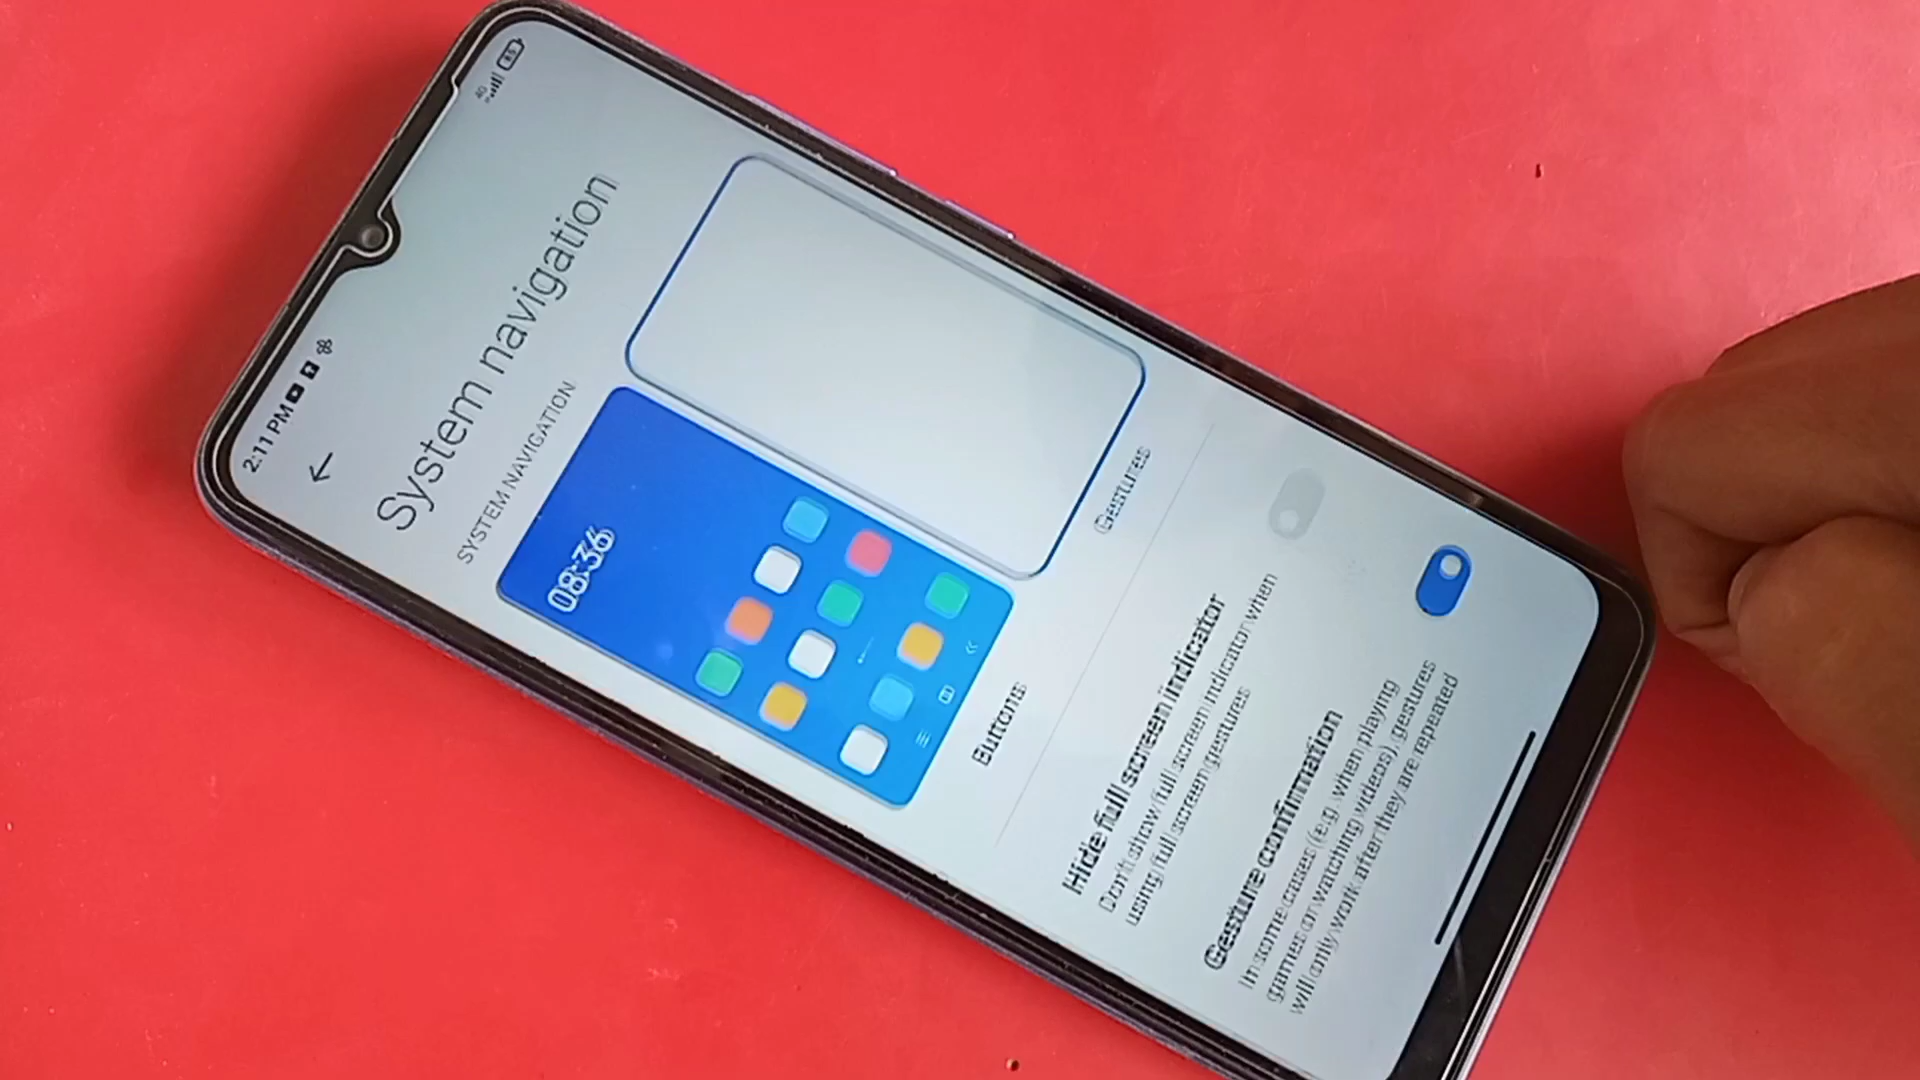 2:11 PM
4G
85
System navigation
SYSTEM NAVIGATION
08:36
Buttons
Gestures
Hide full screen indicator
Don't show full screen indicator when
using full screen gestures
Gesture confirmation
In some cases (e.g. when playing
games or watching videos), gestures
will only work after they are repeated